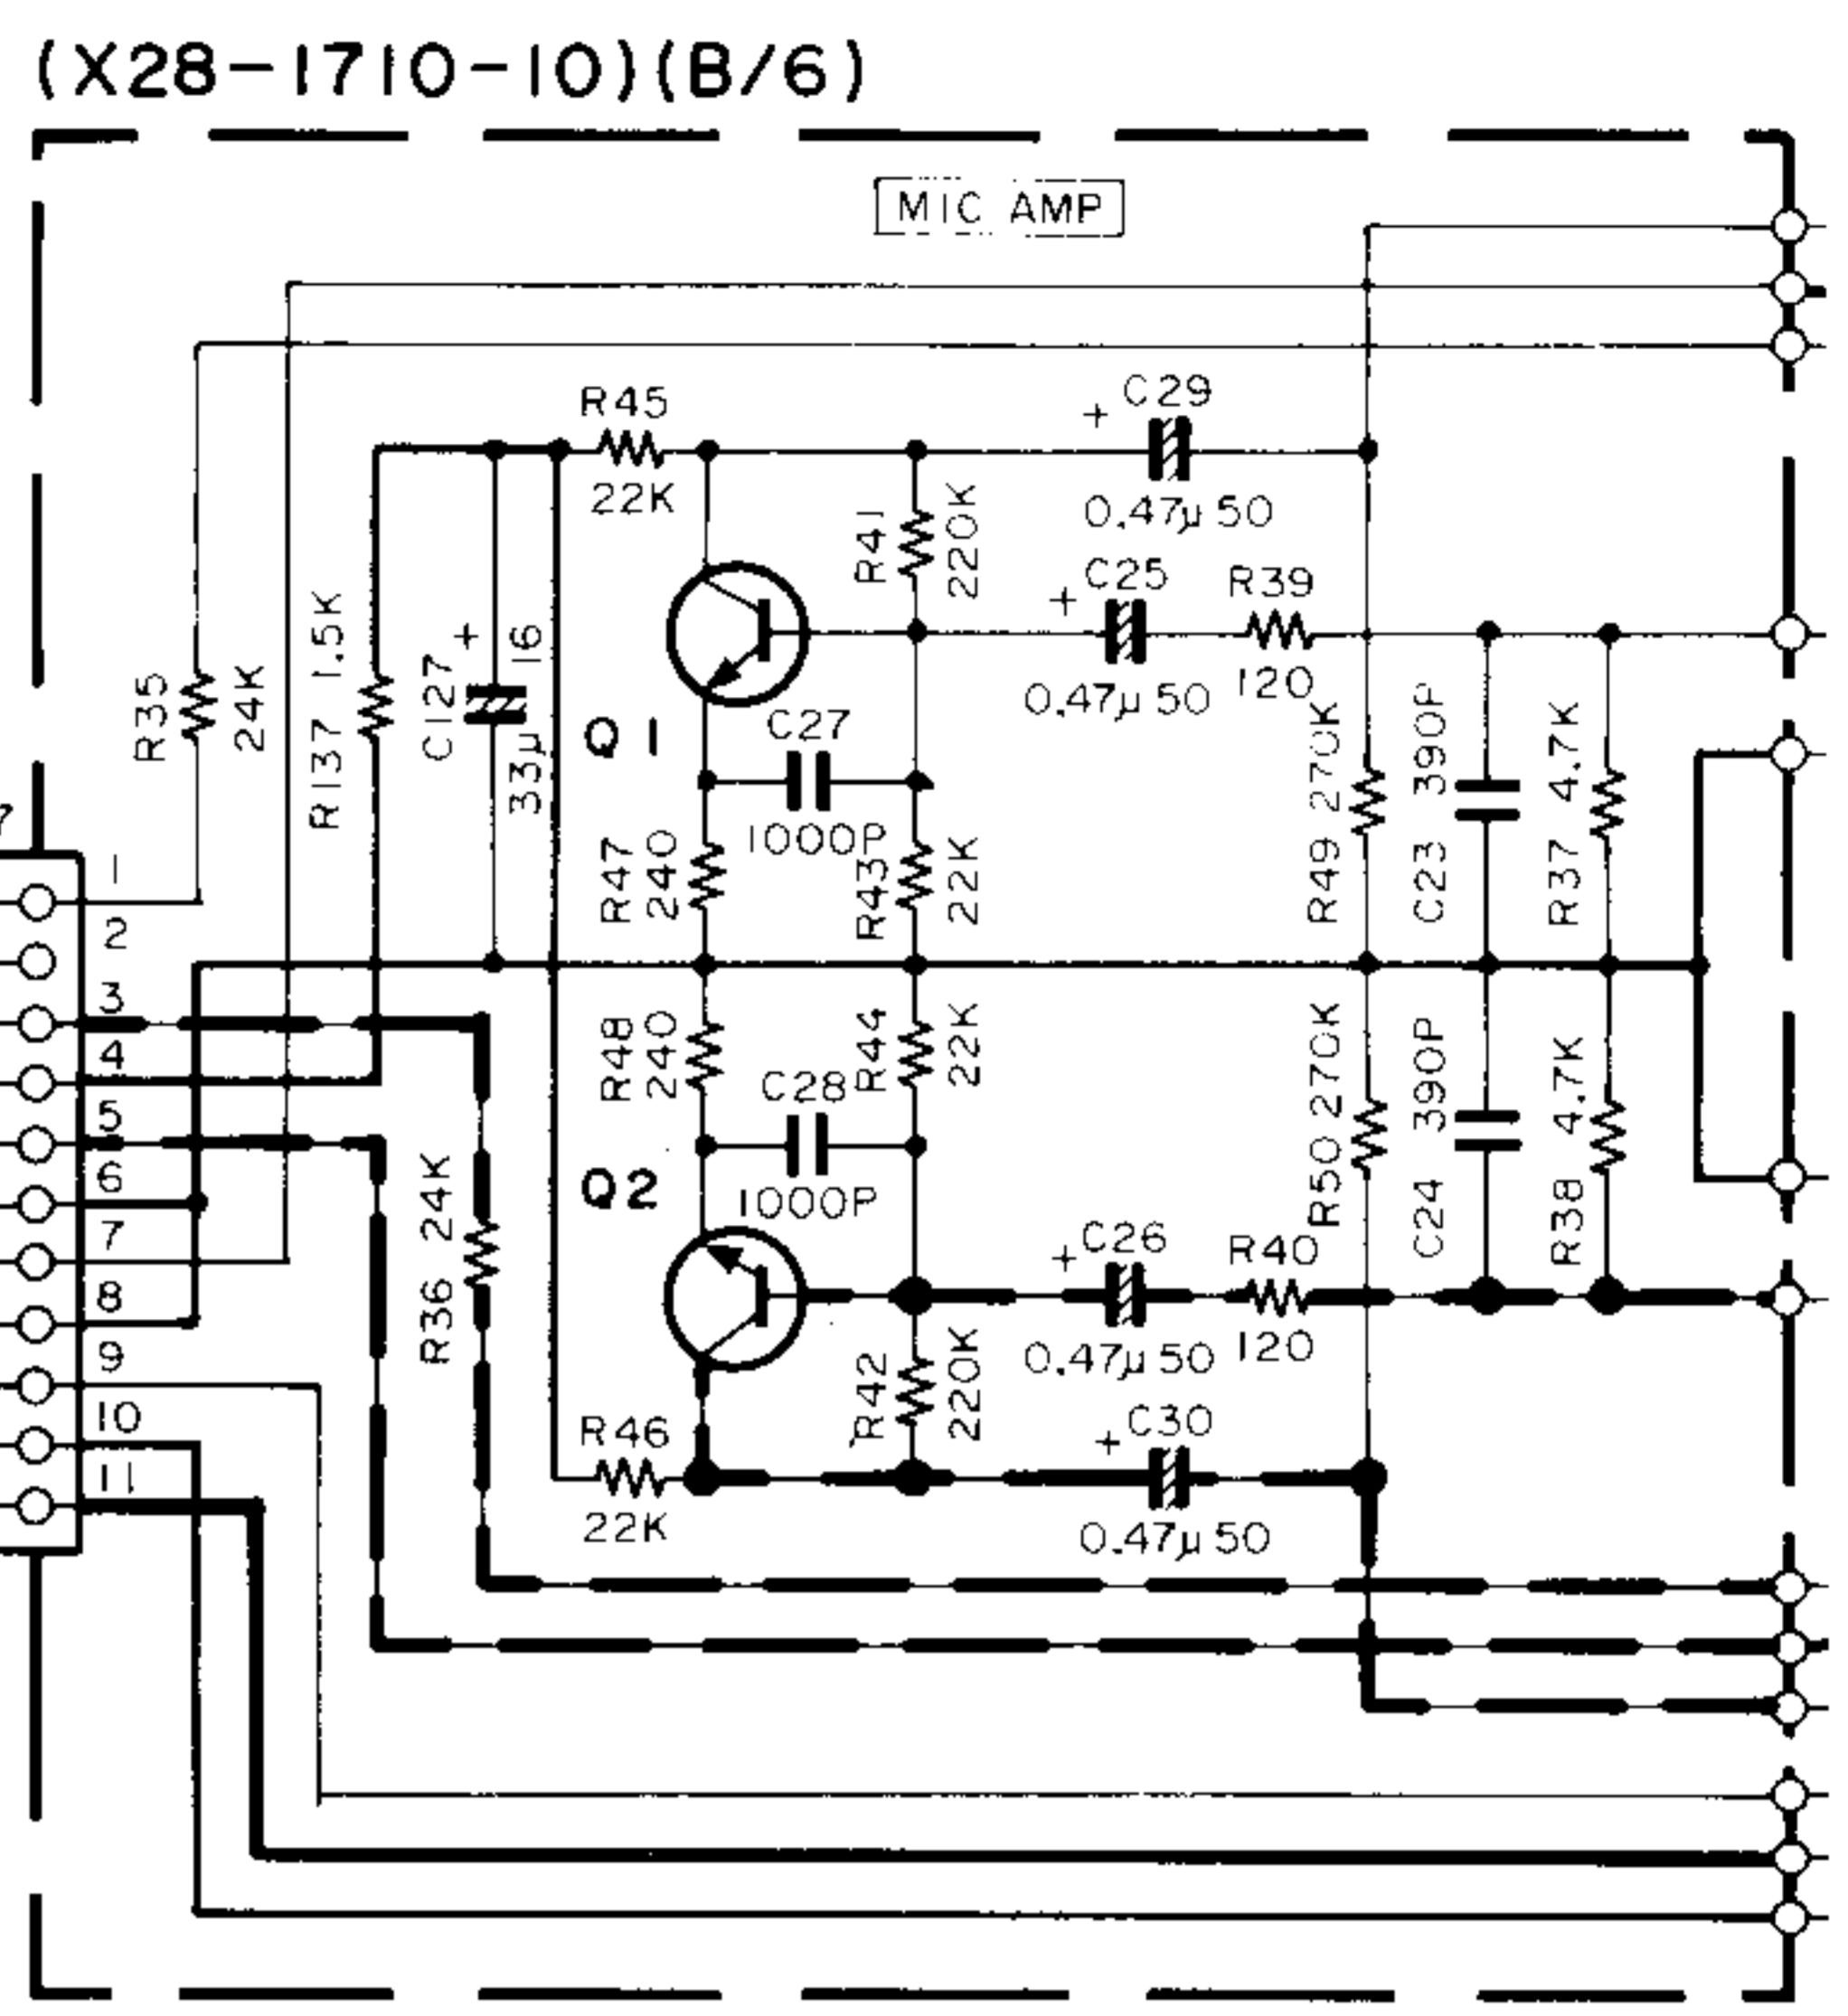 (X28-1710-10)(B/6)
MIC AMP
R45
22K
C29
+
0.47μ 50
R41
220K
C25
+
0.47μ 50
R39
120
R35
24K
R137 1.5K
C127
+
33μ 16
Q1
C27
1000P
R47
240
R43
22K
R49 270K
C23 390P
R37 4.7K
7
1
2
3
4
5
6
7
8
9
10
11
R48
240
R44
22K
C28
1000P
Q2
R36 24K
R50 270K
C24 390P
R38 4.7K
C26
+
0.47μ 50
R40
120
R42
220K
R46
22K
C30
+
0.47μ 50